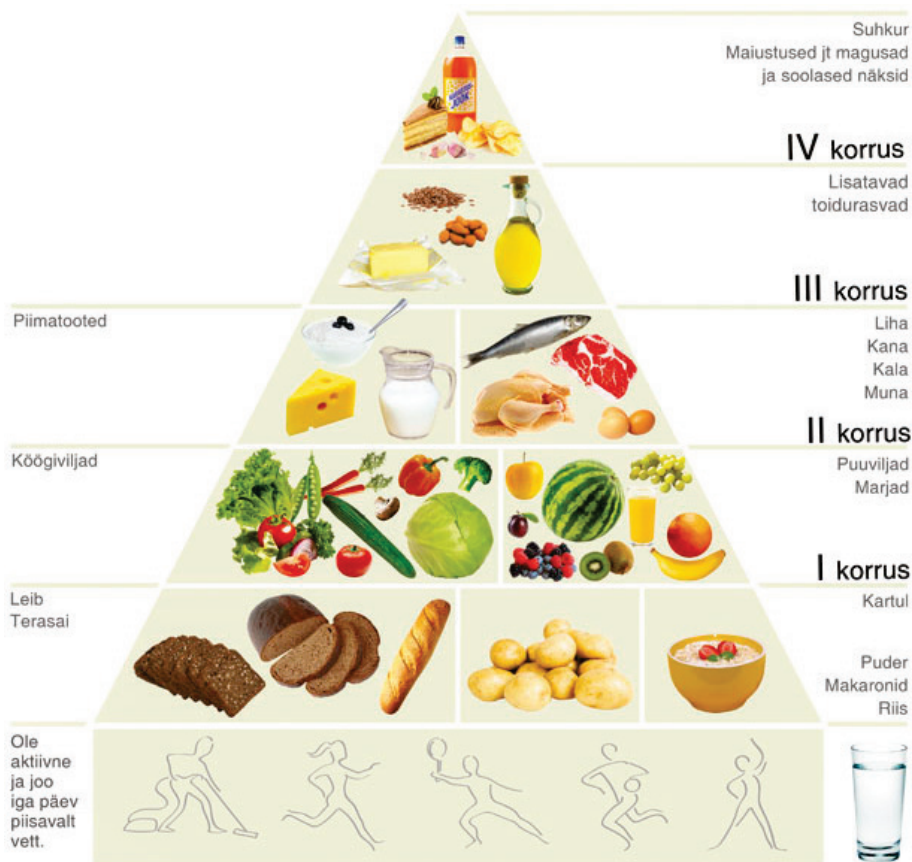 Suhkur
Maiustused jt magusad
ja soolased näksid
IV korrus
Lisatavad
toidurasvad
III korrus
Piimatooted
Liha
Kana
Kala
Muna
II korrus
Köögiviljad
Puuviljad
Marjad
I korrus
Leib
Terasai
Kartul
Puder
Makaronid
Riis
Ole
aktiivne
ja joo
iga päev
piisavalt
vett.